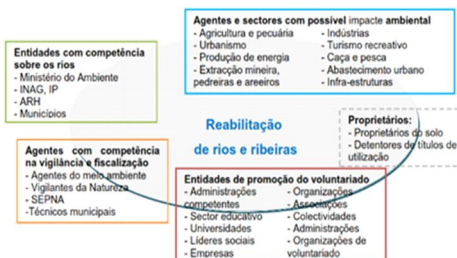 Agentes e sectores com possível impacte ambiental
- Agricultura e pecuária
- Urbanismo
- Produção de energia
- Extracção mineira,
pedreiras e areeiros
- Indústrias
- Turismo recreativo
- Caça e pesca
- Abastecimento urbano
- Infra-estruturas
Entidades com competência
sobre os rios
- Ministério do Ambiente
- INAG, IP
- ARH
- Municípios
Reabilitação
de rios e ribeiras
Proprietários:
- Proprietários do solo
- Detentores de títulos de
utilização
Agentes com competência
na vigilância e fiscalização
- Agentes do meio ambiente
- Vigilantes da Natureza
- SEPNA
-Técnicos municipais
Entidades de promoção do voluntariado
- Administrações
competentes
- Sector educativo
- Universidades
- Líderes sociais
- Empresas
- Organizações
- Associações
- Colectividades
- Administrações
- Organizações de
voluntariado